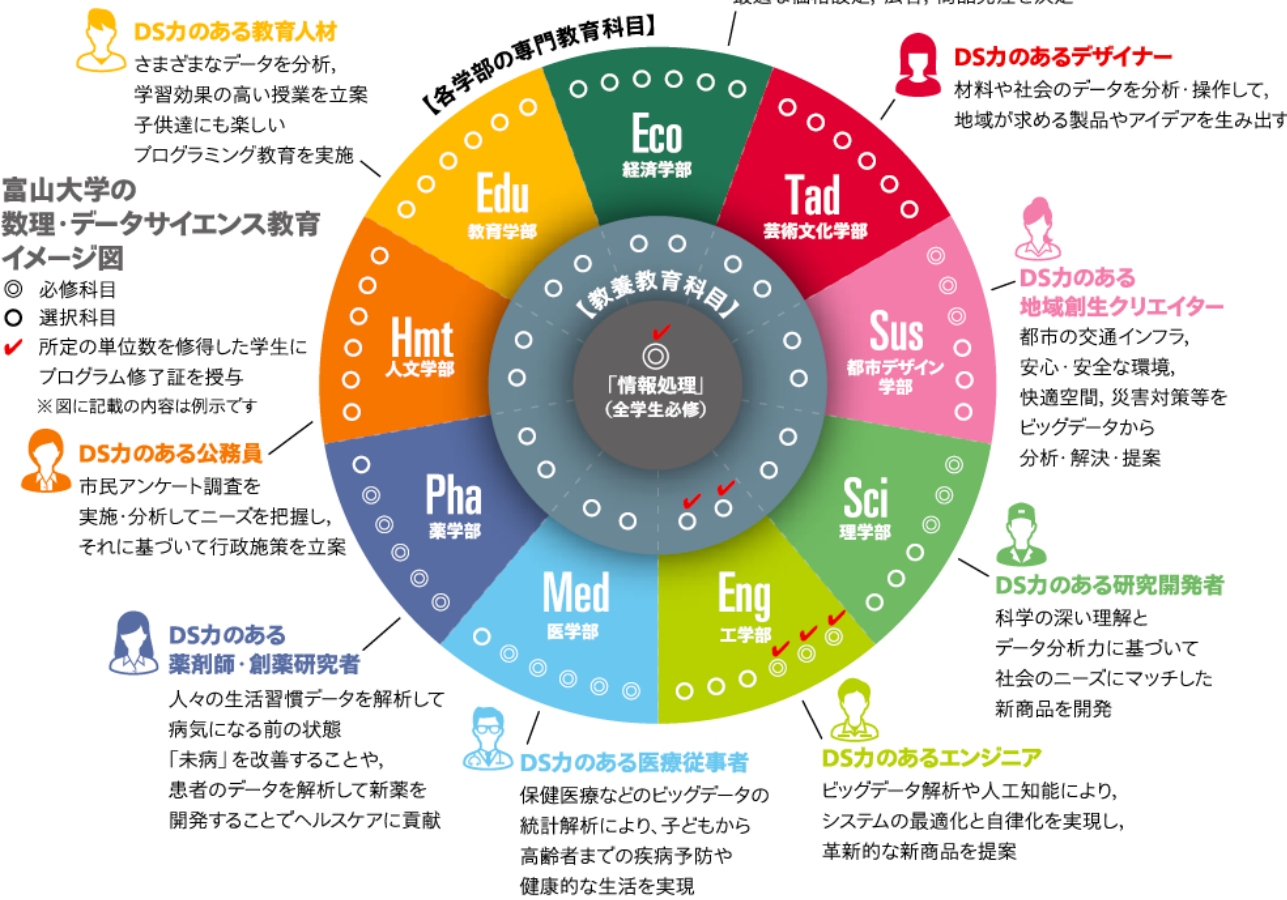 DS力のある教育人材
さまざまなデータを分析,
学習効果の高い授業を立案
子供達にも楽しい
プログラミング教育を実施
【各学部の専門教育科目】
DS力のあるデザイナー
材料や社会のデータを分析・操作して,
地域が求める製品やアイデアを生み出す
富山大学の
数理・データサイエンス教育
イメージ図
◎ 必修科目
○ 選択科目
✔ 所定の単位数を修得した学生に
プログラム修了証を授与
※図に記載の内容は例示です
Eco
経済学部
Tad
芸術文化学部
Edu
教育学部
Sus
都市デザイン
学部
Hmt
人文学部
【教養教育科目】
「情報処理」
(全学生必修)
Pha
薬学部
Sci
理学部
Med
医学部
Eng
工学部
DS力のある
地域創生クリエイター
都市の交通インフラ,
安心・安全な環境,
快適空間, 災害対策等を
ビッグデータから
分析・解決・提案
DS力のある公務員
市民アンケート調査を
実施・分析してニーズを把握し,
それに基づいて行政施策を立案
DS力のある研究開発者
科学の深い理解と
データ分析力に基づいて
社会のニーズにマッチした
新商品を開発
DS力のある
薬剤師・創薬研究者
人々の生活習慣データを解析して
病気になる前の状態
「未病」を改善することや,
患者のデータを解析して新薬を
開発することでヘルスケアに貢献
DS力のある医療従事者
保健医療などのビッグデータの
統計解析により、子どもから
高齢者までの疾病予防や
健康的な生活を実現
DS力のあるエンジニア
ビッグデータ解析や人工知能により,
システムの最適化と自律化を実現し,
革新的な新商品を提案